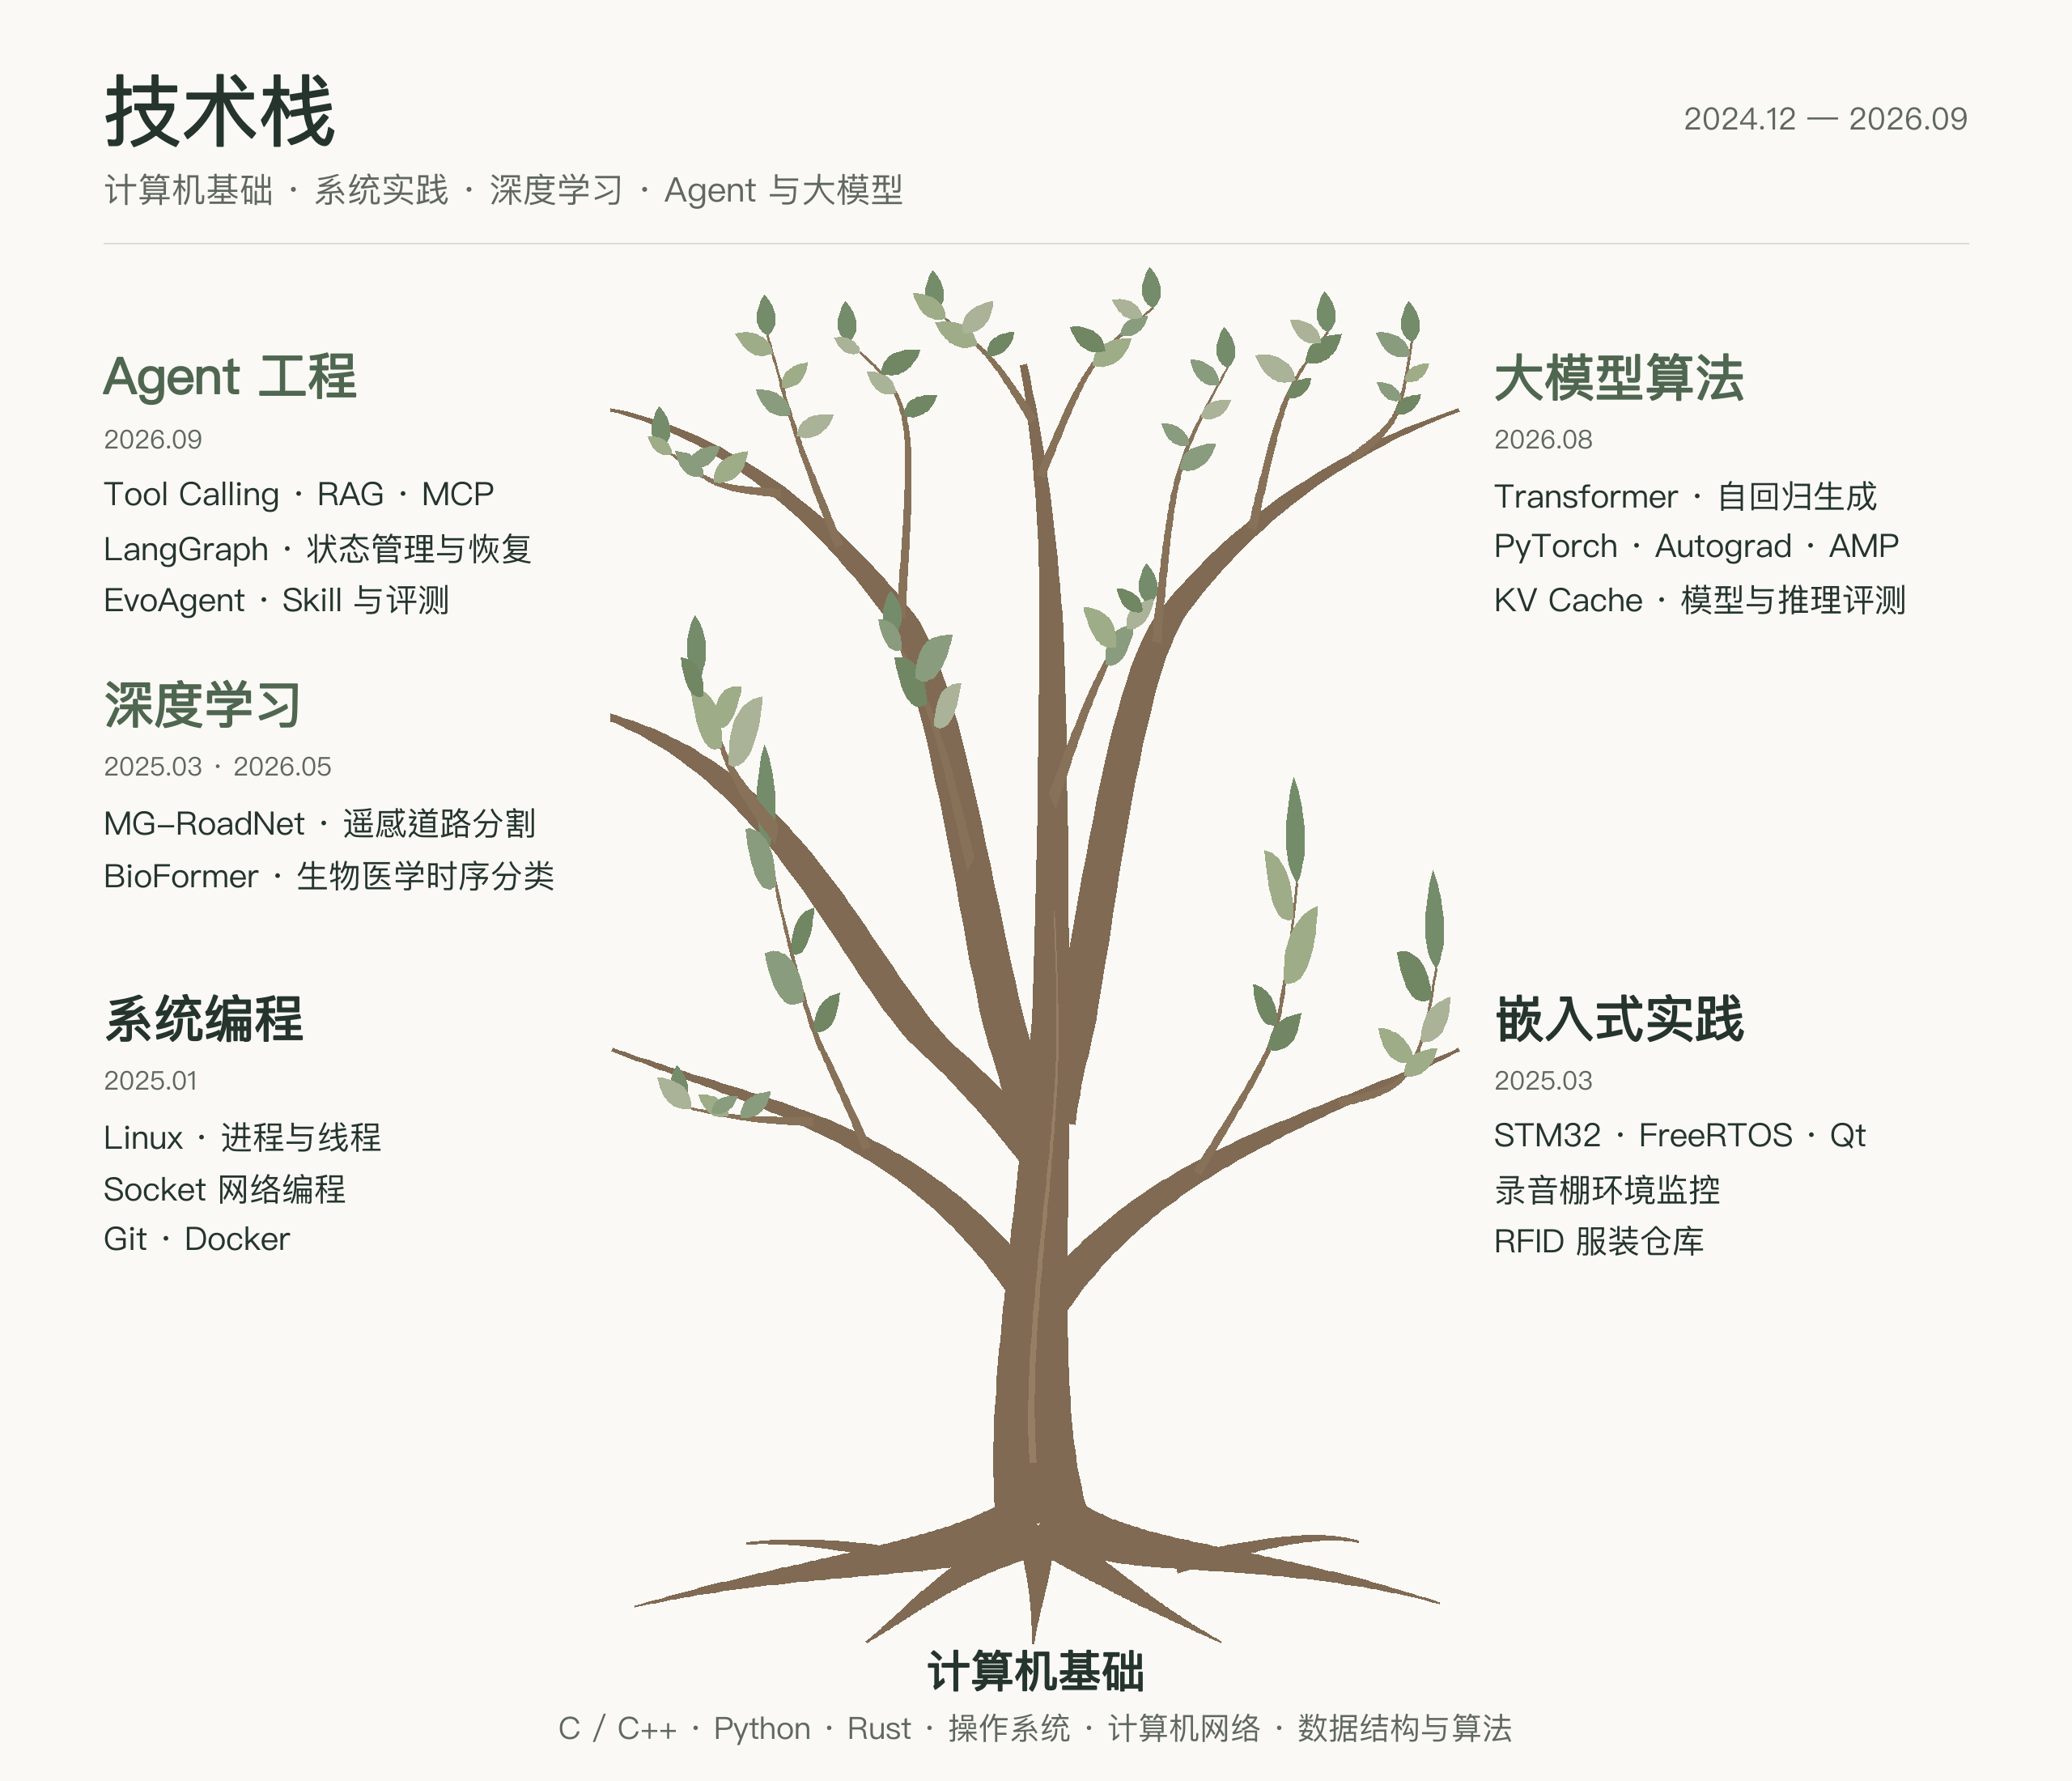 技术栈
2024.12 — 2026.09
计算机基础 · 系统实践 · 深度学习 · Agent 与大模型
Agent 工程
2026.09
Tool Calling · RAG · MCP
LangGraph · 状态管理与恢复
EvoAgent · Skill 与评测
大模型算法
2026.08
Transformer · 自回归生成
PyTorch · Autograd · AMP
KV Cache · 模型与推理评测
深度学习
2025.03 · 2026.05
MG–RoadNet · 遥感道路分割
BioFormer · 生物医学时序分类
系统编程
2025.01
Linux · 进程与线程
Socket 网络编程
Git · Docker
嵌入式实践
2025.03
STM32 · FreeRTOS · Qt
录音棚环境监控
RFID 服装仓库
计算机基础
C / C++ · Python · Rust · 操作系统 · 计算机网络 · 数据结构与算法